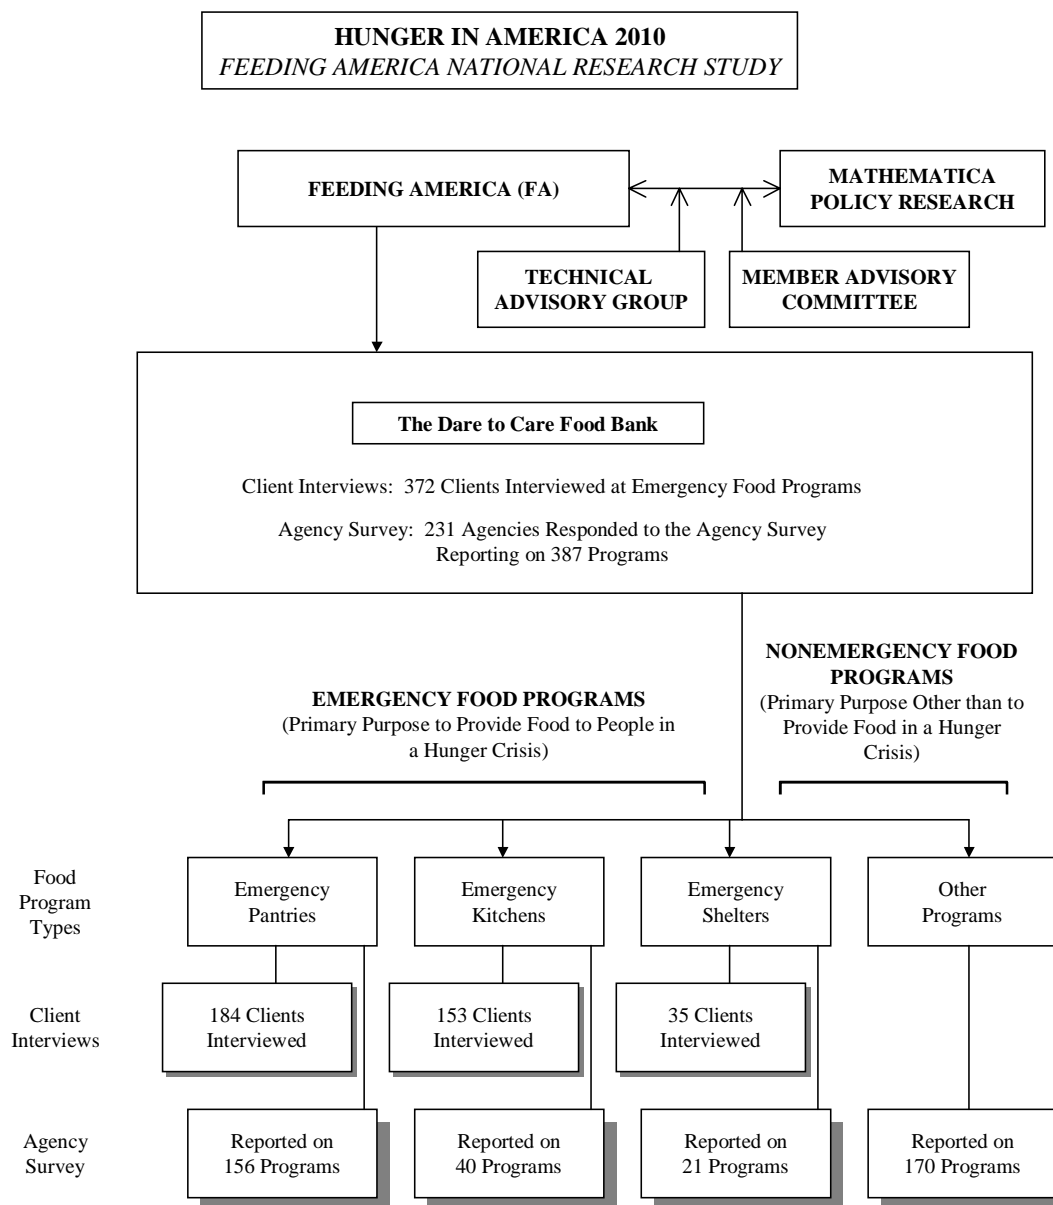 HUNGER IN AMERICA 2010
FEEDING AMERICA NATIONAL RESEARCH STUDY
FEEDING AMERICA (FA)
MATHEMATICA
POLICY RESEARCH
TECHNICAL
ADVISORY GROUP
MEMBER ADVISORY
COMMITTEE
The Dare to Care Food Bank
Client Interviews:  372 Clients Interviewed at Emergency Food Programs
Agency Survey:  231 Agencies Responded to the Agency Survey
Reporting on 387 Programs
EMERGENCY FOOD PROGRAMS
(Primary Purpose to Provide Food to People in
a Hunger Crisis)
NONEMERGENCY FOOD
PROGRAMS
(Primary Purpose Other than to
Provide Food in a Hunger
Crisis)
Food
Program
Types
Emergency
Pantries
Emergency
Kitchens
Emergency
Shelters
Other
Programs
Client
Interviews
184 Clients
Interviewed
153 Clients
Interviewed
35 Clients
Interviewed
Agency
Survey
Reported on
156 Programs
Reported on
40 Programs
Reported on
21 Programs
Reported on
170 Programs